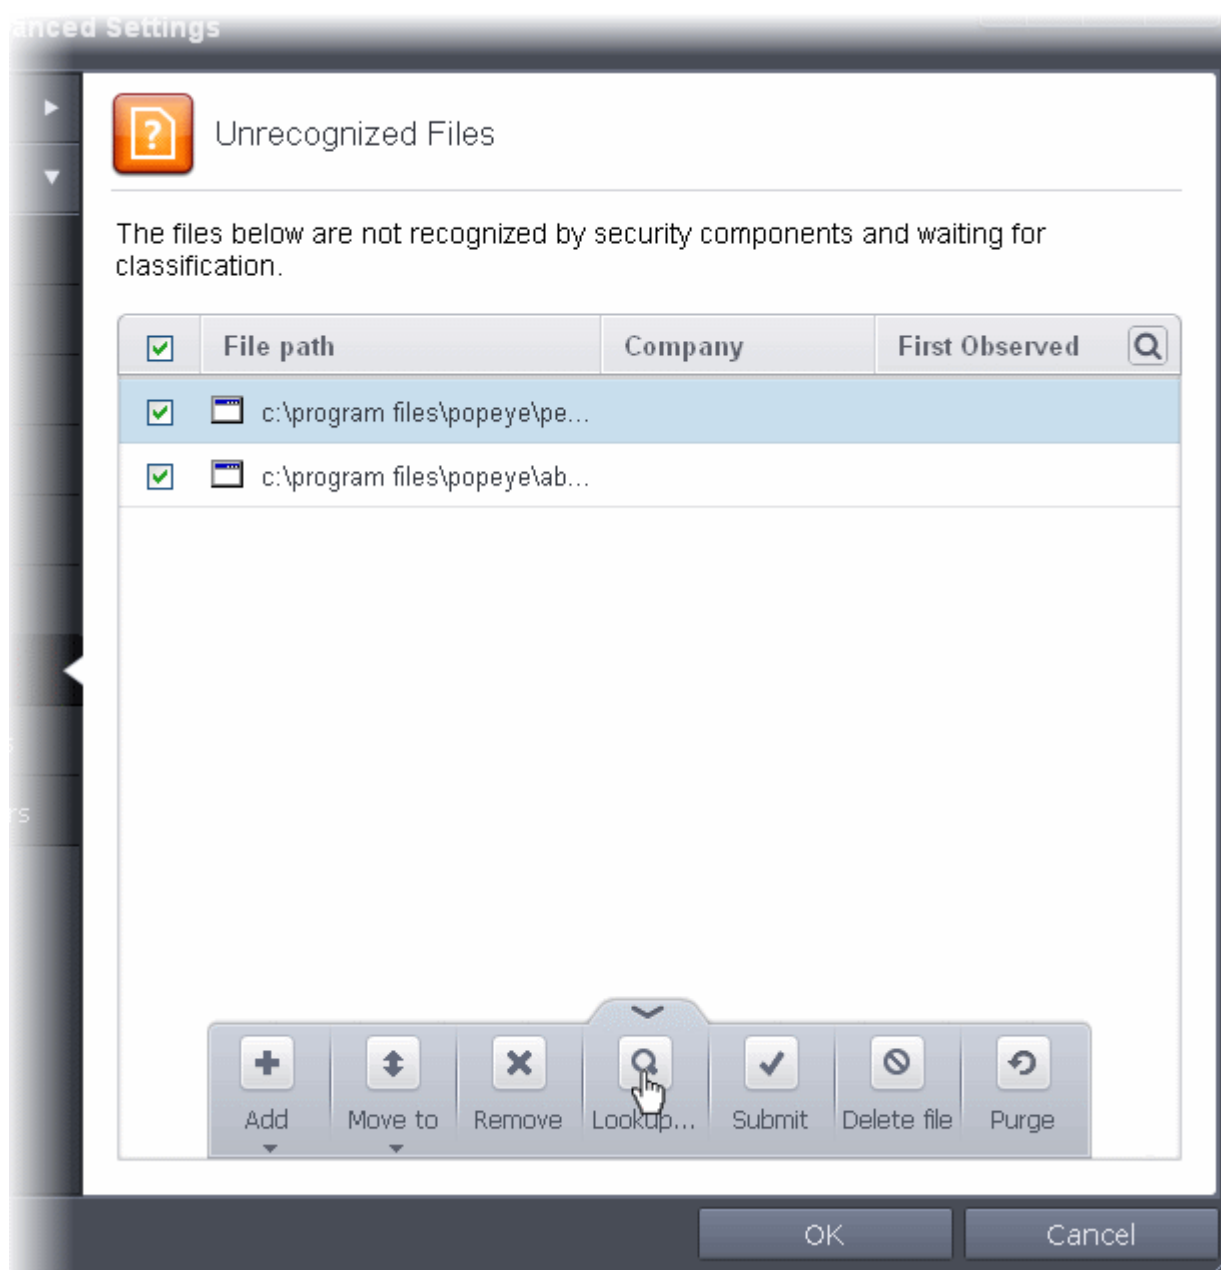 Settings
Unrecognized Files
The files below are not recognized by security components and waiting for
classification.
File path Company First Observed
c:\program files\popeye\pe...
c:\program files\popeye\ab...
Add Move to Remove Lookup... Submit Delete file Purge
OK Cancel